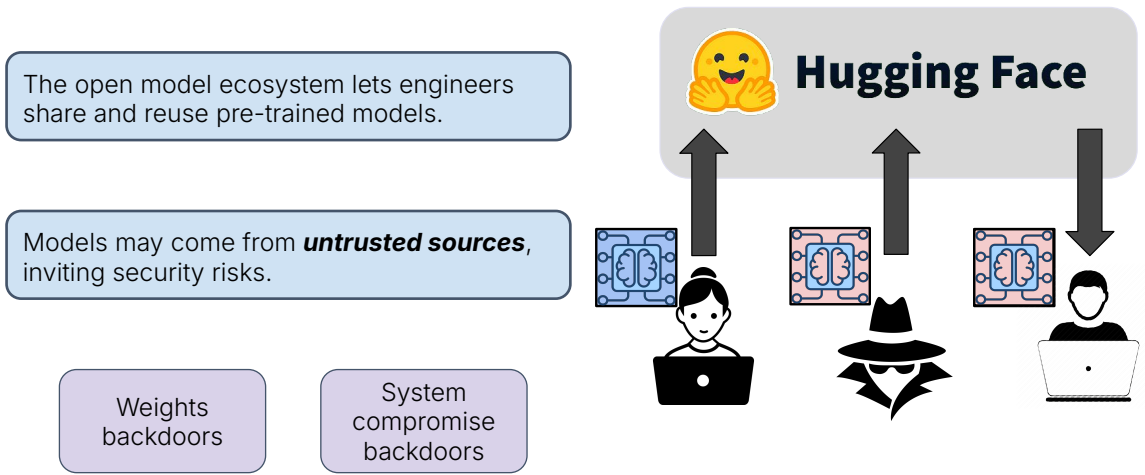 The open model ecosystem lets engineers
share and reuse pre-trained models.
Models may come from untrusted sources,
inviting security risks.
Weights
backdoors
System
compromise
backdoors
Hugging Face